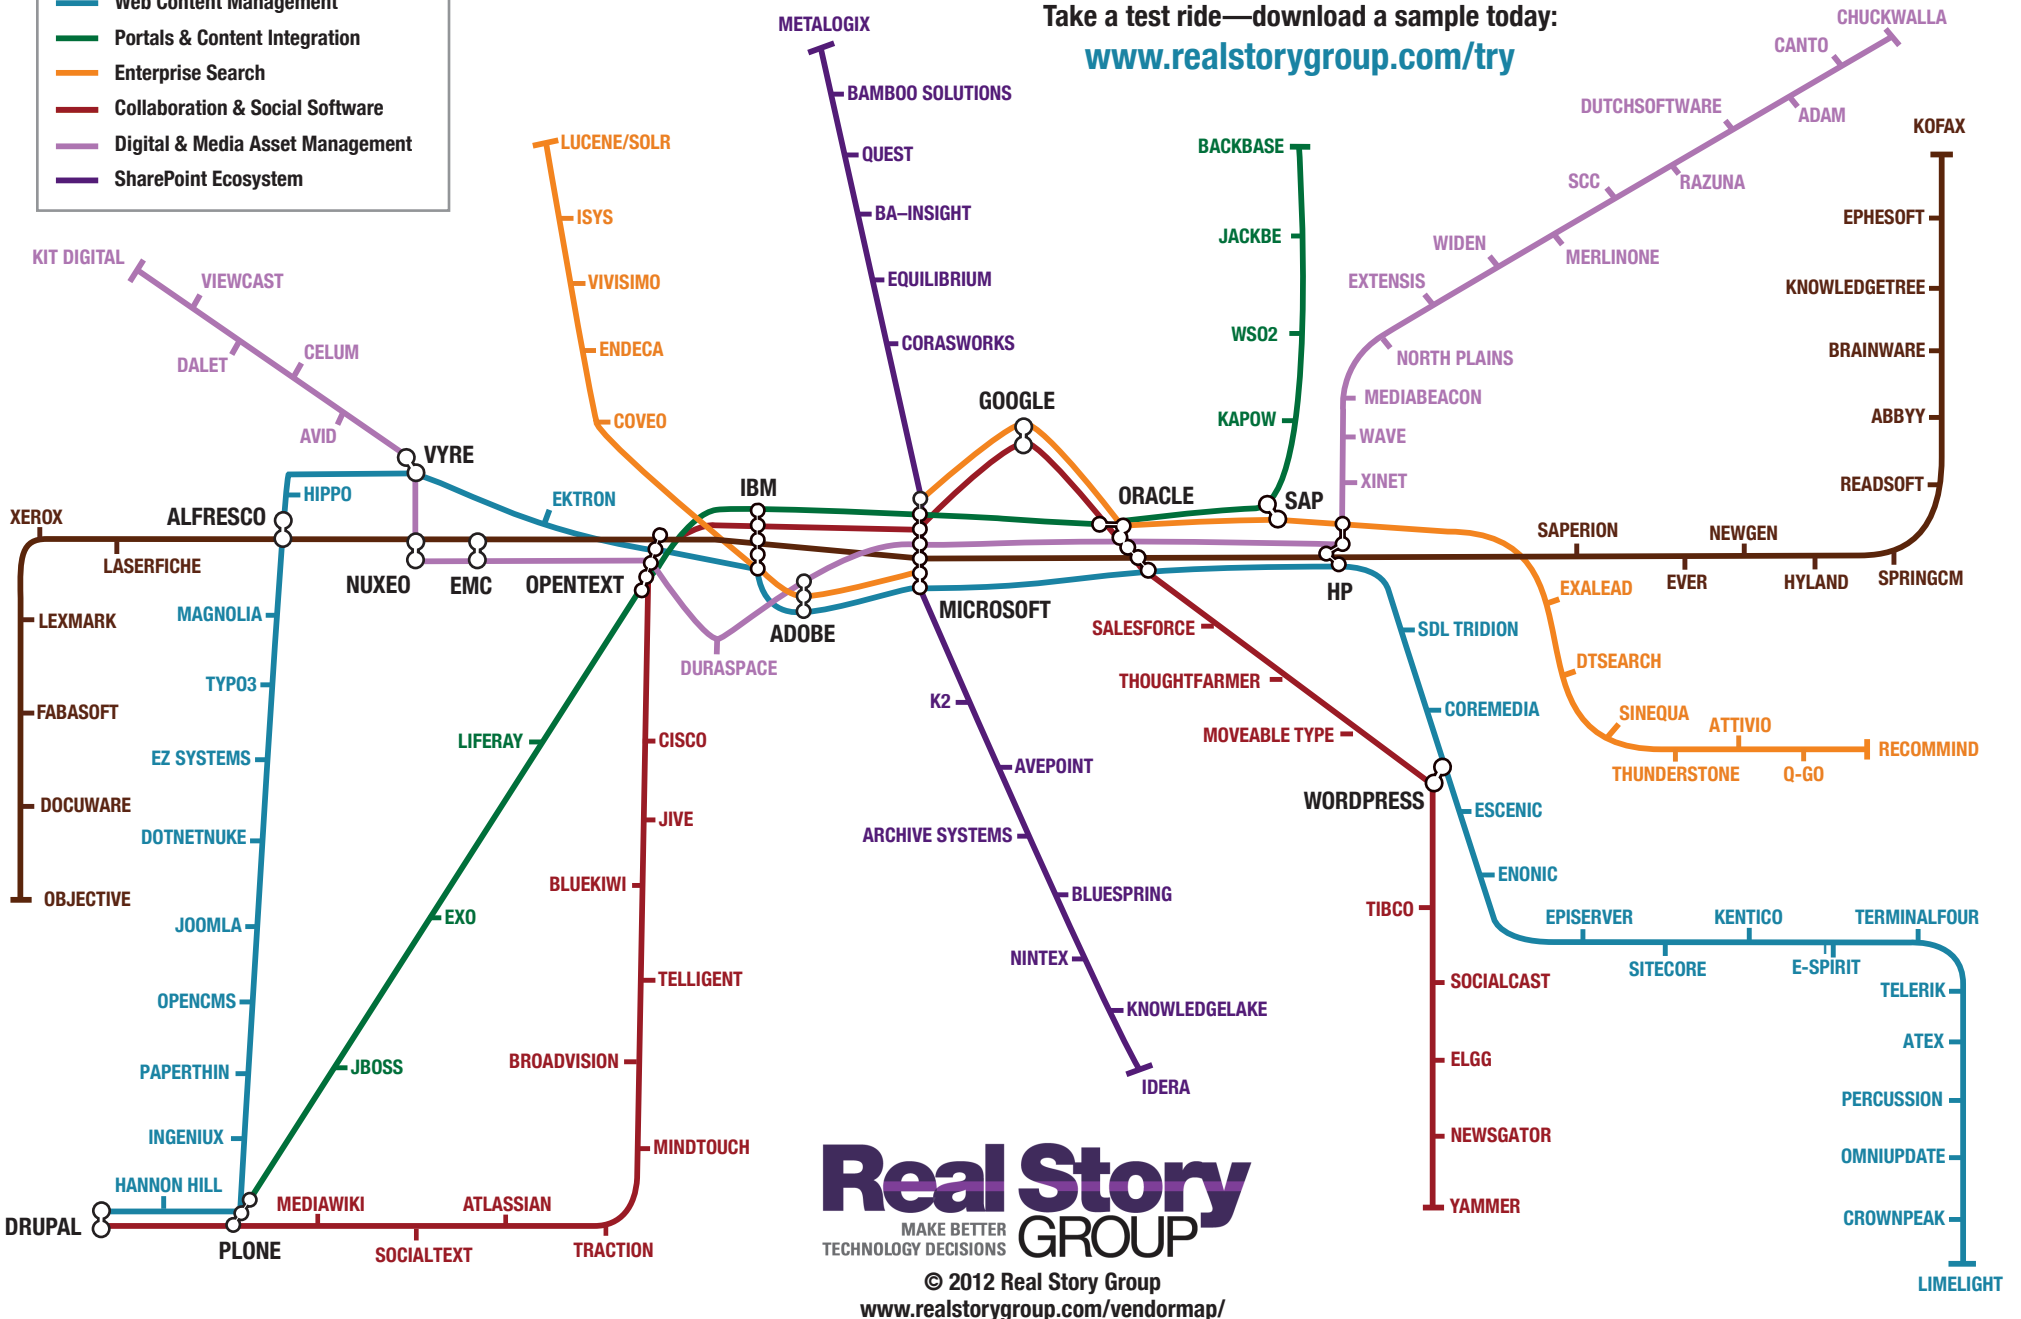 Web Content Management
Portals & Content Integration
Enterprise Search
Collaboration & Social Software
Digital & Media Asset Management
SharePoint Ecosystem
Take a test ride—download a sample today:
www.realstorygroup.com/try
METALOGIX
BAMBOO SOLUTIONS
QUEST
BA–INSIGHT
EQUILIBRIUM
CORASWORKS
LUCENE/SOLR
ISYS
VIVISIMO
ENDECA
COVEO
BACKBASE
JACKBE
WSO2
KAPOW
CHUCKWALLA
CANTO
ADAM
DUTCHSOFTWARE
RAZUNA
SCC
MERLINONE
WIDEN
EXTENSIS
NORTH PLAINS
MEDIABEACON
WAVE
XINET
KOFAX
EPHESOFT
KNOWLEDGETREE
BRAINWARE
ABBYY
READSOFT
KIT DIGITAL
VIEWCAST
DALET
CELUM
AVID
VYRE
HIPPO
ALFRESCO
EKTRON
IBM
GOOGLE
ORACLE
SAP
XEROX
LASERFICHE
NUXEO
EMC
OPENTEXT
ADOBE
MICROSOFT
HP
SAPERION
NEWGEN
EVER
HYLAND
SPRINGCM
LEXMARK
FABASOFT
DOCUWARE
OBJECTIVE
MAGNOLIA
TYPO3
EZ SYSTEMS
DOTNETNUKE
JOOMLA
OPENCMS
PAPERTHIN
INGENIUX
HANNON HILL
DRUPAL
PLONE
LIFERAY
EXO
JBOSS
DURASPACE
CISCO
JIVE
BLUEKIWI
TELLIGENT
BROADVISION
MINDTOUCH
MEDIAWIKI
ATLASSIAN
SOCIALTEXT
TRACTION
K2
AVEPOINT
ARCHIVE SYSTEMS
BLUESPRING
NINTEX
KNOWLEDGELAKE
IDERA
SALESFORCE
THOUGHTFARMER
MOVEABLE TYPE
WORDPRESS
TIBCO
SOCIALCAST
ELGG
NEWSGATOR
YAMMER
SDL TRIDION
COREMEDIA
ESCENIC
ENONIC
EXALEAD
DTSEARCH
SINEQUA
ATTIVIO
THUNDERSTONE
Q-GO
RECOMMIND
EPISERVER
KENTICO
TERMINALFOUR
SITECORE
E-SPIRIT
TELERIK
ATEX
PERCUSSION
OMNIUPDATE
CROWNPEAK
LIMELIGHT
Real Story
GROUP
MAKE BETTER
TECHNOLOGY DECISIONS
© 2012 Real Story Group
www.realstorygroup.com/vendormap/